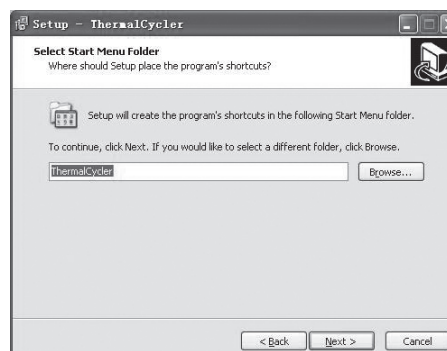 Setup - ThermalCycler
Select Start Menu Folder
Where should Setup place the program's shortcuts?
Setup will create the program's shortcuts in the following Start Menu folder.
To continue, click Next. If you would like to select a different folder, click Browse.
ThermalCycler
Browse...
< Back
Next >
Cancel